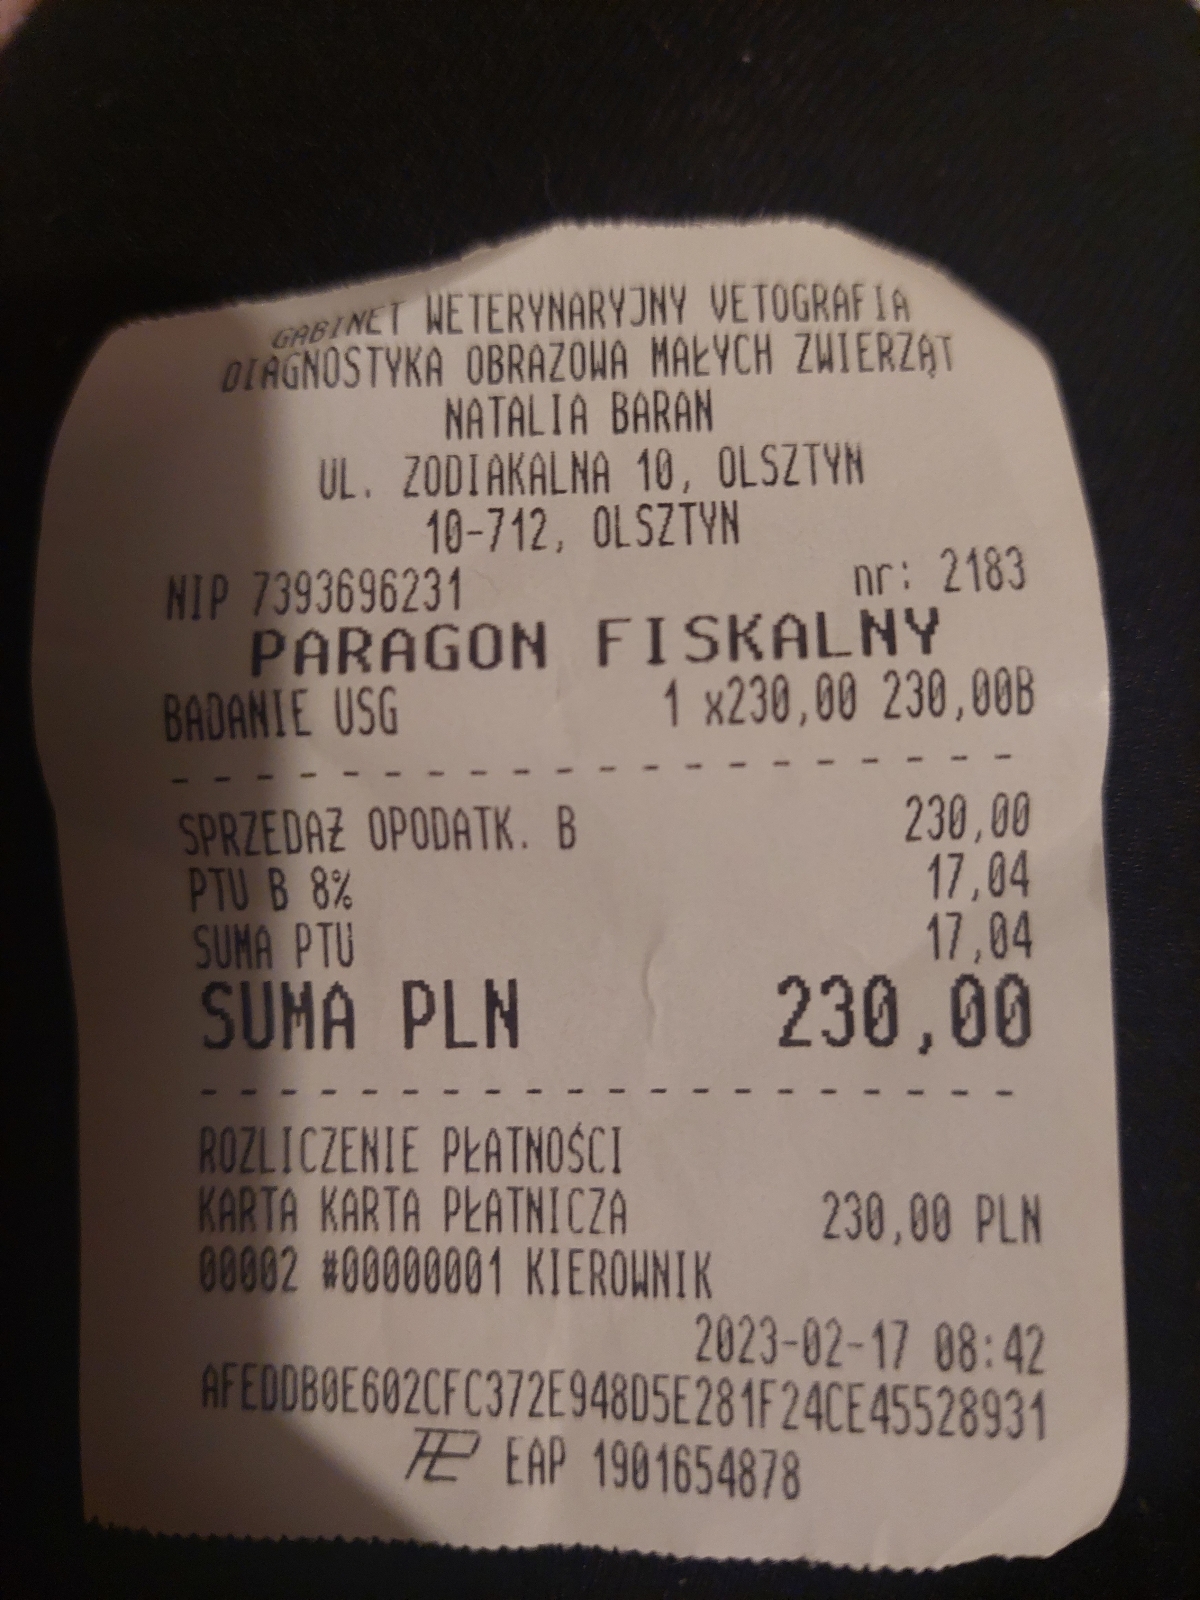 GABINET WETERYNARYJNY VETOGRAFIA
DIAGNOSTYKA OBRAZOWA MAŁYCH ZWIERZĄT
NATALIA BARAN
UL. ZODIAKALNA 10, OLSZTYN
10-712, OLSZTYN
NIP 7393696231 nr: 2183
PARAGON FISKALNY
BADANIE USG 1 x230,00 230,00B
SPRZEDAŻ OPODATK. B 230,00
PTU B 8% 17,04
SUMA PTU 17,04
SUMA PLN 230,00
ROZLICZENIE PŁATNOŚCI
KARTA KARTA PŁATNICZA 230,00 PLN
00002 #00000001 KIEROWNIK
2023-02-17 08:42
AFEDDB0E602CFC372E948D5E281F24CE45528931
EAP 1901654878